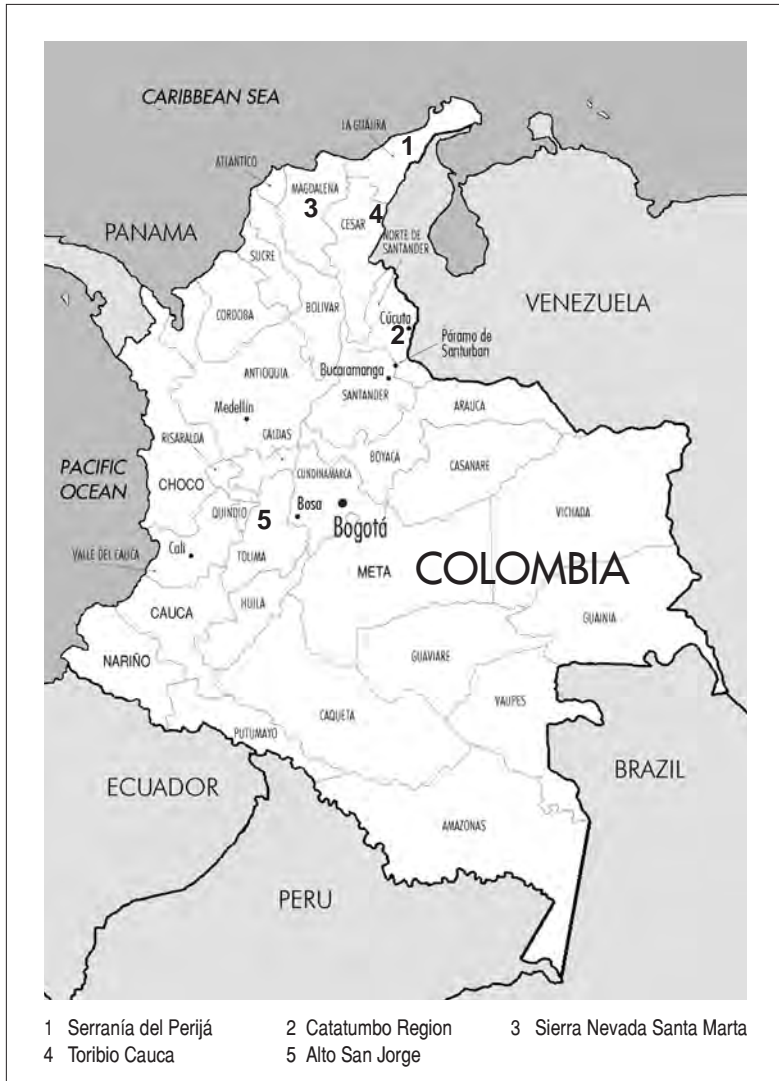 CARIBBEAN SEA
LA GUÁJIRA
1
ATLANTICO
MAGDALENA
3
4
CESAR
PANAMA
NORTE DE
SANTANDER
SUCRE
VENEZUELA
CORDOBA
BOLIVAR
Cúcuta
2
Páramo de
Santurban
ANTIOQUIA
Bucaramanga
SANTANDER
ARAUCA
Medellín
RISARALDA
CALDAS
BOYACA
CASANARE
PACIFIC
OCEAN
CHOCO
CUNDINAMARCA
QUINDIO
5
Bosa
Bogotá
VICHADA
Cali
VALLE DEL CAUCA
TOLIMA
META
COLOMBIA
CAUCA
HUILA
GUAINIA
NARIÑO
GUAVIARE
VAUPES
CAQUETA
PUTUMAYO
ECUADOR
BRAZIL
AMAZONAS
PERU
1 Serranía del Perijá 2 Catatumbo Region 3 Sierra Nevada Santa Marta
4 Toribio Cauca 5 Alto San Jorge